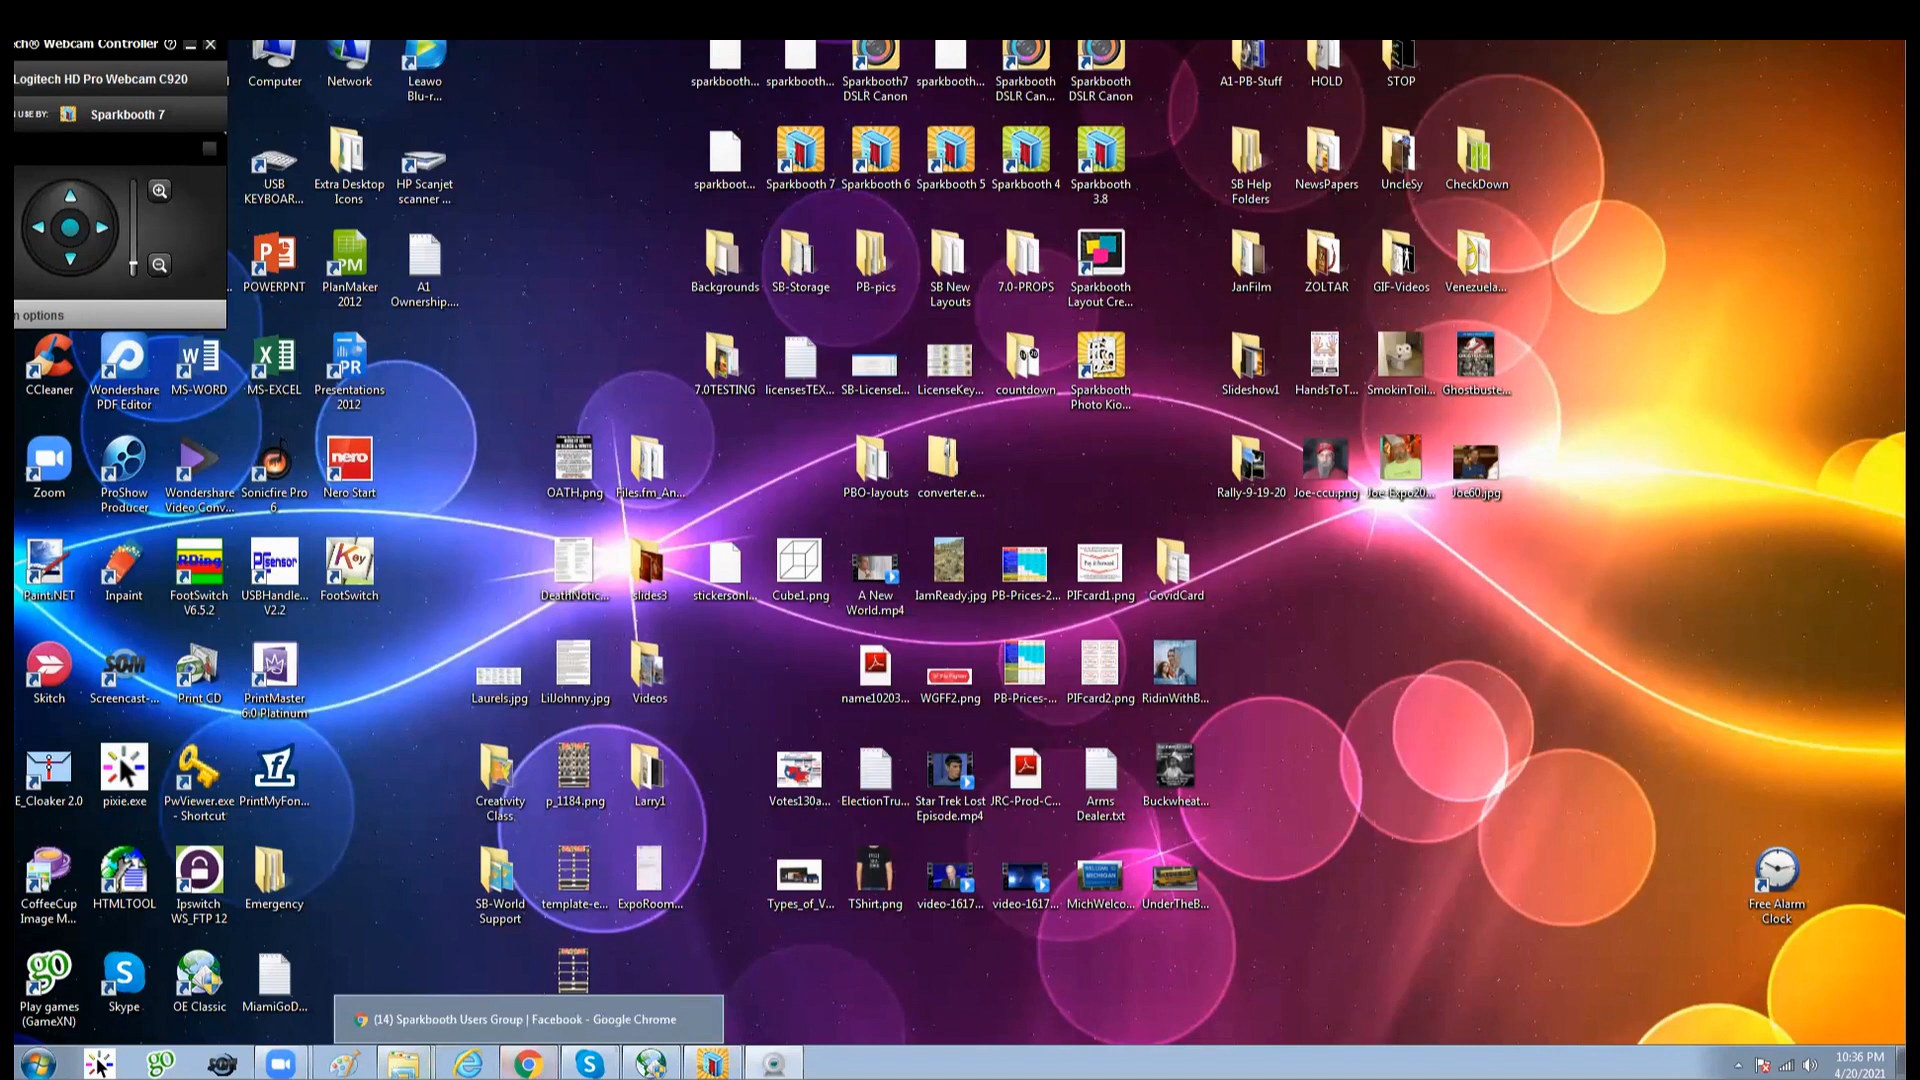 ch® Webcam Controller
Logitech HD Pro Webcam C920
USE BY: Sparkbooth 7
n options
Computer
Network
Leawo
Blu-r...
sparkbooth...
sparkbooth...
Sparkbooth7
DSLR Canon
sparkbooth...
Sparkbooth
DSLR Can...
Sparkbooth
DSLR Canon
A1-PB-Stuff
HOLD
STOP
USB
KEYBOAR...
Extra Desktop
Icons
HP Scanjet
scanner ...
sparkboot...
Sparkbooth 7
Sparkbooth 6
Sparkbooth 5
Sparkbooth 4
Sparkbooth
3.8
SB Help
Folders
NewsPapers
UncleSy
CheckDown
POWERPNT
PlanMaker
2012
A1
Ownership....
Backgrounds
SB-Storage
PB-pics
SB New
Layouts
7.0-PROPS
Sparkbooth
Layout Cre...
JanFilm
ZOLTAR
GIF-Videos
Venezuela...
CCleaner
Wondershare
PDF Editor
MS-WORD
MS-EXCEL
Presentations
2012
7.0TESTING
licensesTEX...
SB-LicenseI...
LicenseKey...
countdown
Sparkbooth
Photo Kio...
Slideshow1
HandsToT...
SmokinToil...
Ghostbuste...
Zoom
ProShow
Producer
Wondershare
Video Conv...
Sonicfire Pro
6
nero
Nero Start
OATH.png
Files.fm_An...
PBO-layouts
converter.e...
Rally-9-19-20
Joe-ccu.png
Joe-Expo20...
Joe60.jpg
Paint.NET
Inpaint
RDing
FootSwitch
V6.5.2
PCsensor
USBHandle...
V2.2
Key
FootSwitch
DeathNotic...
slides3
stickersonl...
Cube1.png
A New
World.mp4
IamReady.jpg
PB-Prices-2...
Pay it Forward
PIFcard1.png
CovidCard
Skitch
SOM
Screencast-...
Print CD
PrintMaster
6.0 Platinum
Laurels.jpg
LilJohnny.jpg
Videos
name10203...
WGFF2.png
PB-Prices-...
PIFcard2.png
RidinWithB...
E_Cloaker 2.0
pixie.exe
PwViewer.exe
- Shortcut
PrintMyFon...
Creativity
Class
p_1184.png
Larry1
Votes130a...
ElectionTru...
Star Trek Lost
Episode.mp4
JRC-Prod-C...
Arms
Dealer.txt
Buckwheat...
CoffeeCup
Image M...
HTMLTOOL
Ipswitch
WS_FTP 12
Emergency
SB-World
Support
template-e...
ExpoRoom...
Types_of_V...
TShirt.png
video-1617...
video-1617...
MichWelco...
UnderTheB...
Free Alarm
Clock
go
Play games
(GameXN)
Skype
OE Classic
MiamiGoD...
(14) Sparkbooth Users Group | Facebook - Google Chrome
go
10:36 PM
4/20/2021